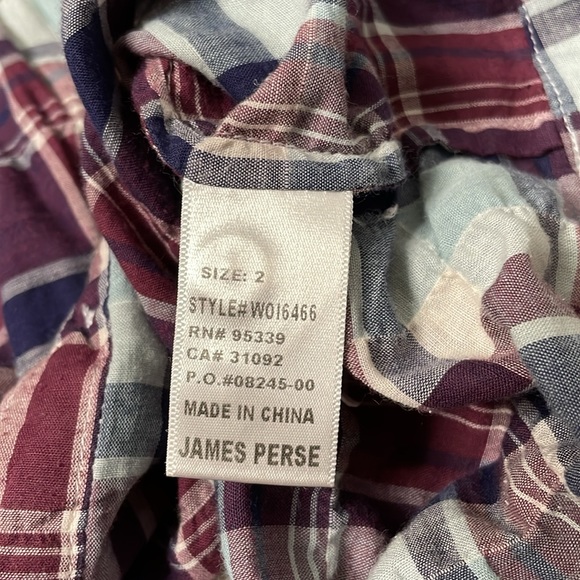 SIZE: 2
STYLE# WOI6466
RN# 95339
CA# 31092
P.O.#08245-00
MADE IN CHINA
JAMES PERSE